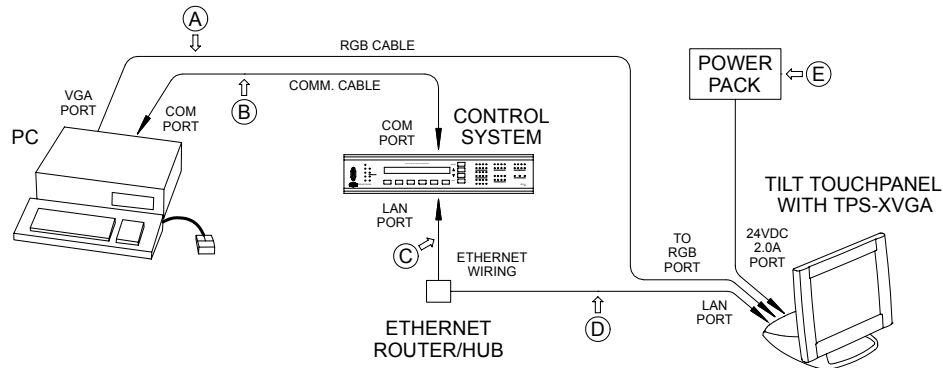 A
RGB CABLE
B
COMM. CABLE
VGA
PORT
COM
PORT
PC
COM
PORT
CONTROL
SYSTEM
LAN
PORT
C
ETHERNET
WIRING
ETHERNET
ROUTER/HUB
D
POWER
PACK
E
TILT TOUCHPANEL
WITH TPS-XVGA
TO
RGB
PORT
24VDC
2.0A
PORT
LAN
PORT